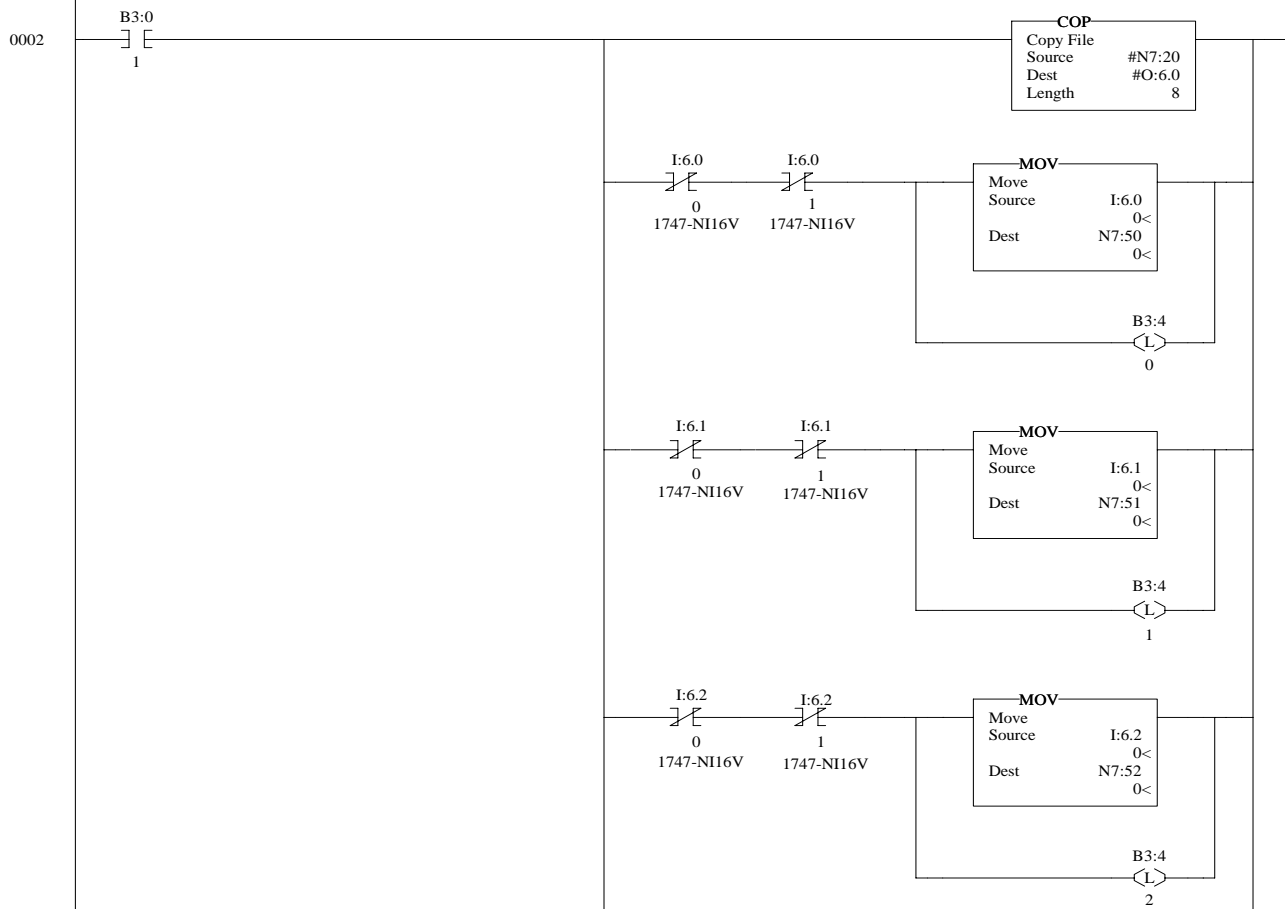 B3:0
0002
1
COP
Copy File
Source #N7:20
Dest #O:6.0
Length 8
I:6.0 I:6.0
0 1
1747-NI16V 1747-NI16V
MOV
Move
Source I:6.0
0<
Dest N7:50
0<
B3:4
L
0
I:6.1 I:6.1
0 1
1747-NI16V 1747-NI16V
MOV
Move
Source I:6.1
0<
Dest N7:51
0<
B3:4
L
1
I:6.2 I:6.2
0 1
1747-NI16V 1747-NI16V
MOV
Move
Source I:6.2
0<
Dest N7:52
0<
B3:4
L
2